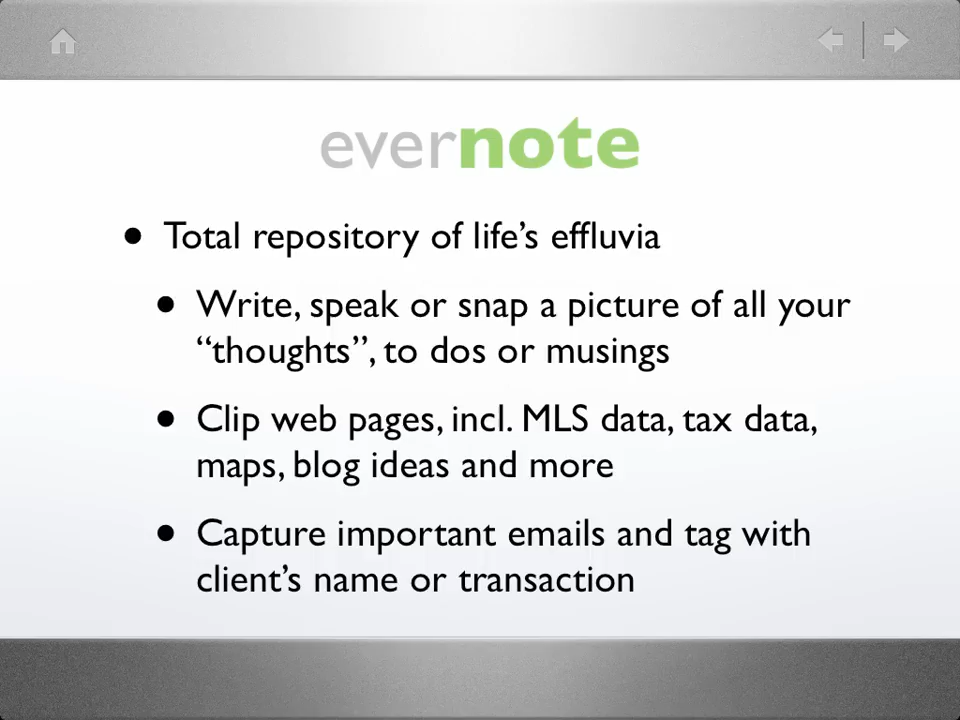 evernote
• Total repository of life’s effluvia
• Write, speak or snap a picture of all your
“thoughts”, to dos or musings
• Clip web pages, incl. MLS data, tax data,
maps, blog ideas and more
• Capture important emails and tag with
client’s name or transaction